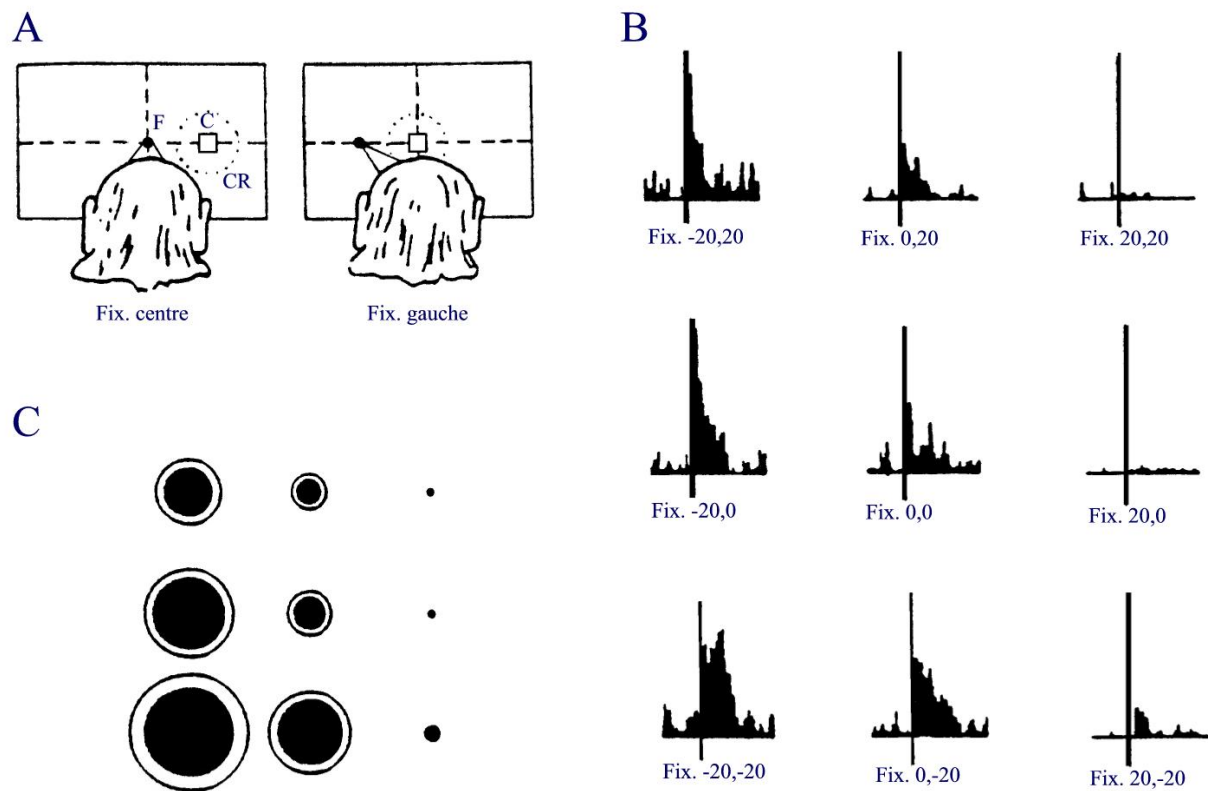 A
F
C
CR
Fix. centre
Fix. gauche
B
Fix. -20,20
Fix. 0,20
Fix. 20,20
Fix. -20,0
Fix. 0,0
Fix. 20,0
Fix. -20,-20
Fix. 0,-20
Fix. 20,-20
C